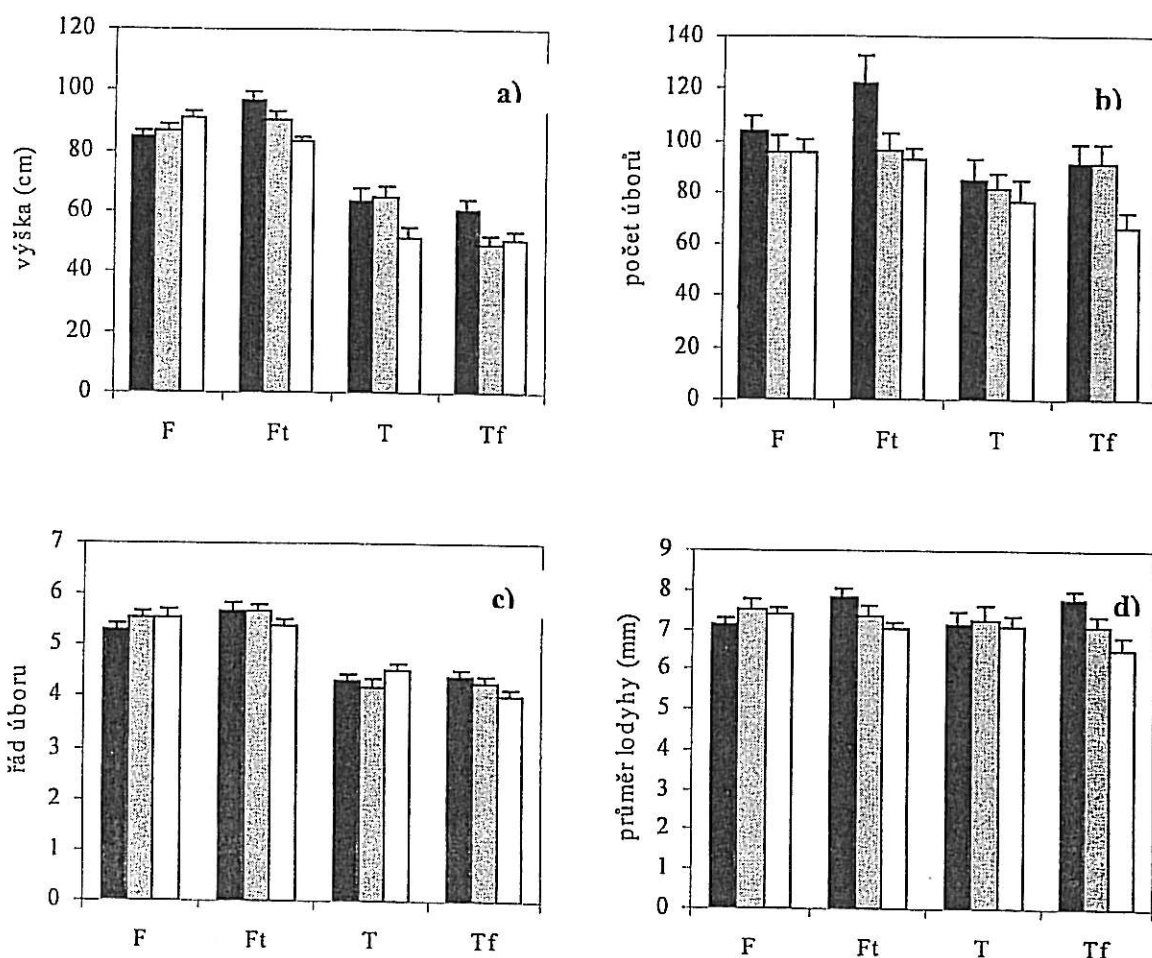 120
100
80
60
40
20
0
výška (cm)
a)
F Ft T Tf
140
120
100
80
60
40
20
0
počet úborů
b)
F Ft T Tf
7
6
5
4
3
2
1
0
řád úboru
c)
F Ft T Tf
9
8
7
6
5
4
3
2
1
0
průměr lodyhy (mm)
d)
F Ft T Tf